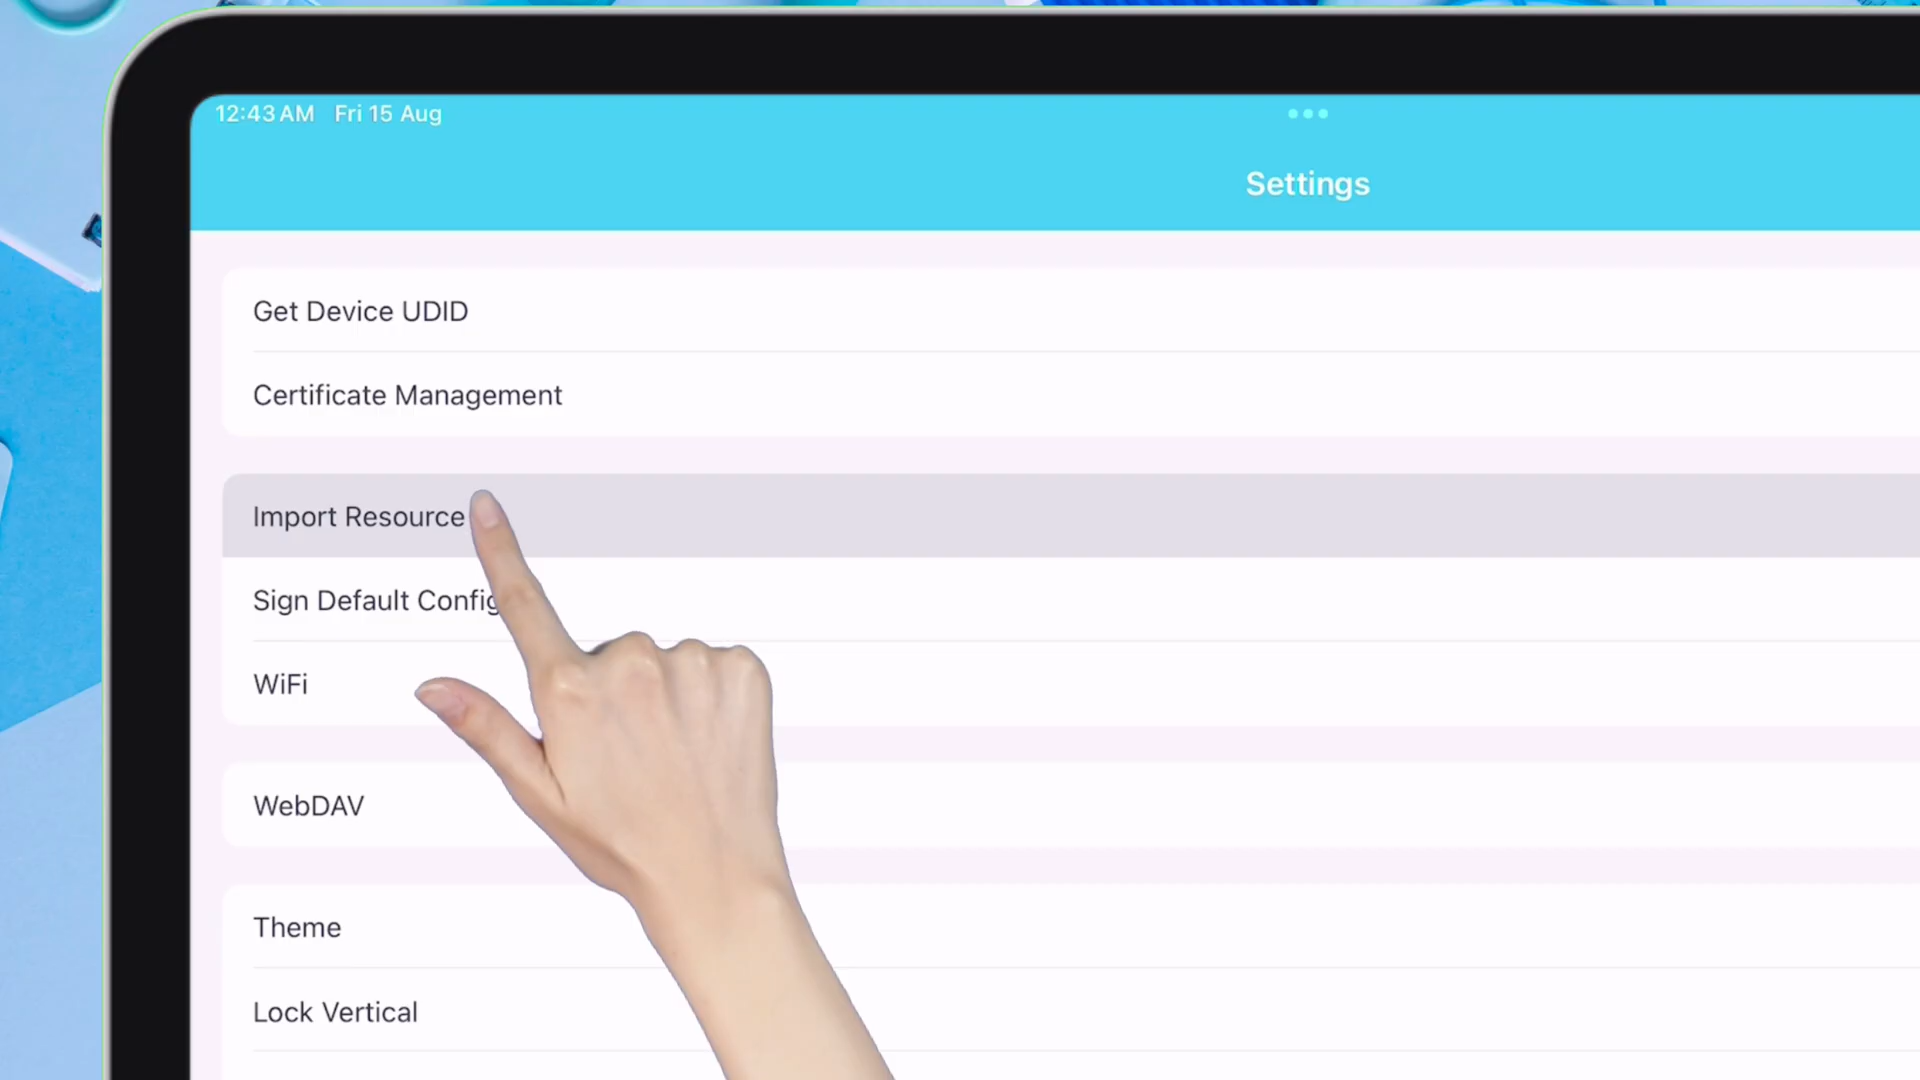 12:43 AM Fri 15 Aug
Settings
Get Device UDID
Certificate Management
Import Resource
Sign Default Config
WiFi
WebDAV
Theme
Lock Vertical